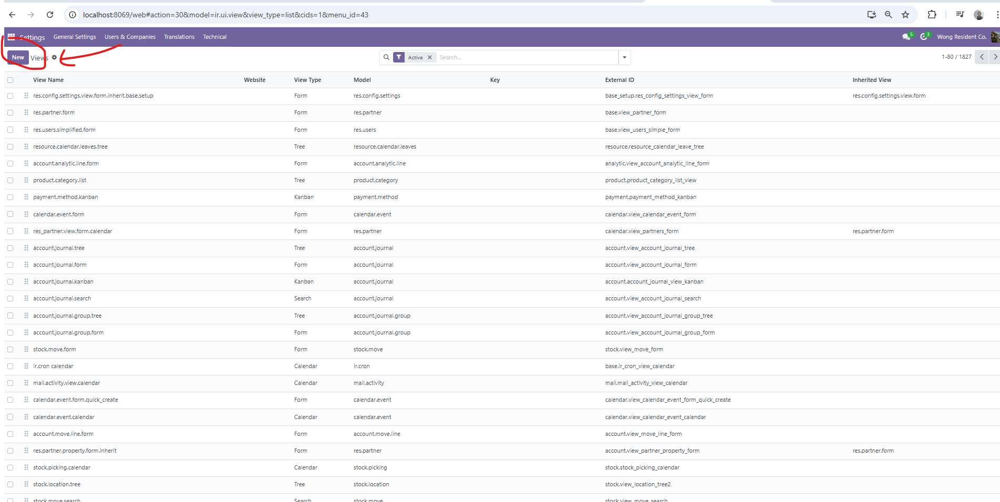 localhost:8069/web#action=30&model=ir.ui.view&view_type=list&cids=1&menu_id=43
Settings General Settings Users & Companies Translations Technical 5 3 Wong Resident Co.
New Views Active Search... 1-80 / 1827
View Name Website View Type Model Key External ID Inherited View
res.config.settings.view.form.inherit.base.setup Form res.config.settings base_setup.res_config_settings_view_form res.config.settings.view.form
res.partner.form Form res.partner base.view_partner_form
res.users.simplified.form Form res.users base.view_users_simple_form
resource.calendar.leaves.tree Tree resource.calendar.leaves resource.resource_calendar_leave_tree
account.analytic.line.form Form account.analytic.line analytic.view_account_analytic_line_form
product.category.list Tree product.category product.product_category_list_view
payment.method.kanban Kanban payment.method payment.payment_method_kanban
calendar.event.form Form calendar.event calendar.view_calendar_event_form
res_partner.view.form.calendar Form res.partner calendar.view_partners_form res.partner.form
account.journal.tree Tree account.journal account.view_account_journal_tree
account.journal.form Form account.journal account.view_account_journal_form
account.journal.kanban Kanban account.journal account.account_journal_view_kanban
account.journal.search Search account.journal account.view_account_journal_search
account.journal.group.tree Tree account.journal.group account.view_account_journal_group_tree
account.journal.group.form Form account.journal.group account.view_account_journal_group_form
stock.move.form Form stock.move stock.view_move_form
ir.cron calendar Calendar ir.cron base.ir_cron_view_calendar
mail.activity.view.calendar Calendar mail.activity mail.mail_activity_view_calendar
calendar.event.form.quick_create Form calendar.event calendar.view_calendar_event_form_quick_create
calendar.event.calendar Calendar calendar.event calendar.view_calendar_event_calendar
account.move.line.form Form account.move.line account.view_move_line_form
res.partner.property.form.inherit Form res.partner account.view_partner_property_form res.partner.form
stock.picking.calendar Calendar stock.picking stock.stock_picking_calendar
stock.location.tree Tree stock.location stock.view_location_tree2
stock.move.search Search stock.move stock.view_move_search